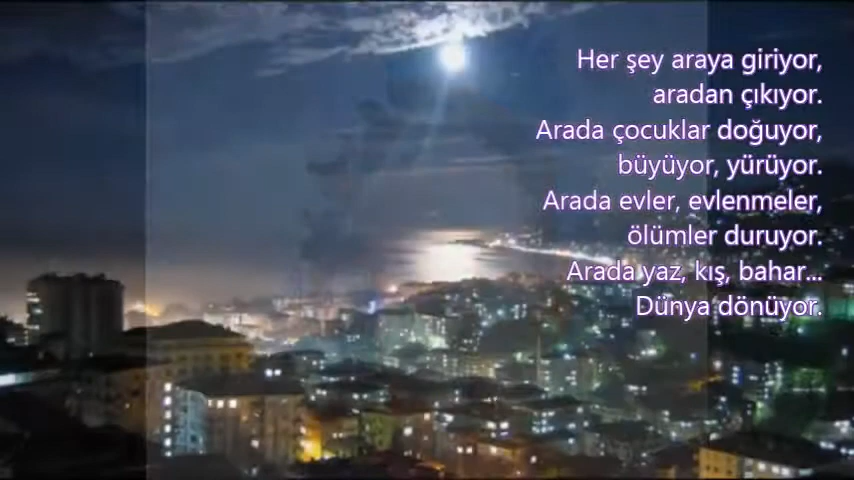 Her şey araya giriyor,
aradan çıkıyor.
Arada çocuklar doğuyor,
büyüyor, yürüyor.
Arada evler, evlenmeler,
ölümler duruyor.
Arada yaz, kış, bahar...
Dünya dönüyor.